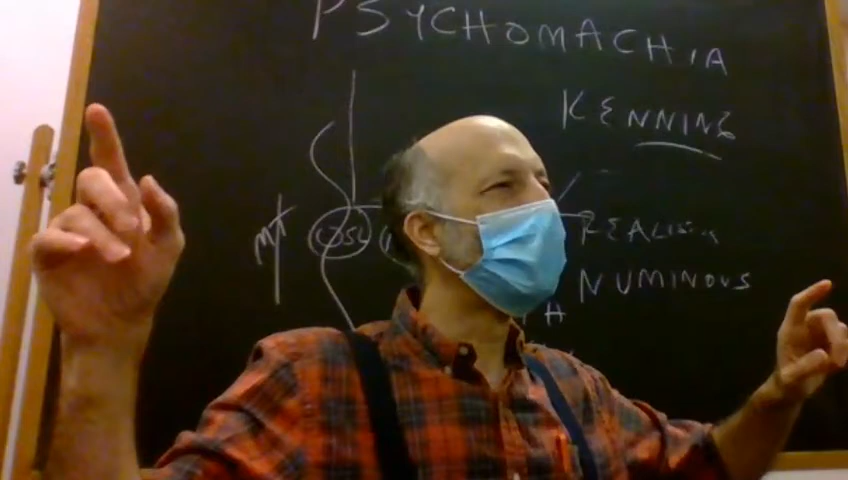 PSYCHOMACHIA
KENNING
REALISM
NUMINOUS
H